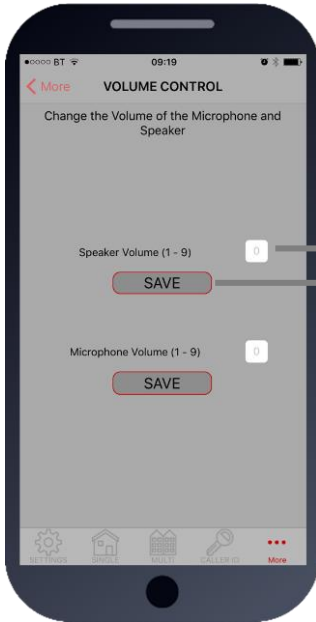 BT 09:19
More VOLUME CONTROL
Change the Volume of the Microphone and
Speaker
Speaker Volume (1 - 9) 0
SAVE
Microphone Volume (1 - 9) 0
SAVE
SETTINGS SINGLE MULTI CALLER ID More